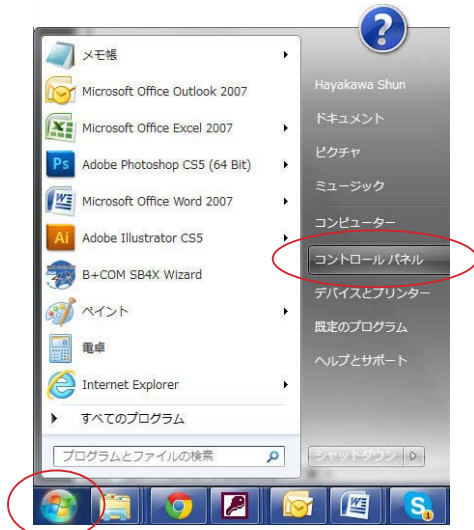 メモ帳
Microsoft Office Outlook 2007
Microsoft Office Excel 2007
Ps
Adobe Photoshop CS5 (64 Bit)
Microsoft Office Word 2007
Ai
Adobe Illustrator CS5
B+COM SB4X Wizard
ペイント
電卓
Internet Explorer
すべてのプログラム
プログラムとファイルの検索
?
Hayakawa Shun
ドキュメント
ピクチャ
ミュージック
コンピューター
コントロール パネル
デバイスとプリンター
既定のプログラム
ヘルプとサポート
シャットダウン